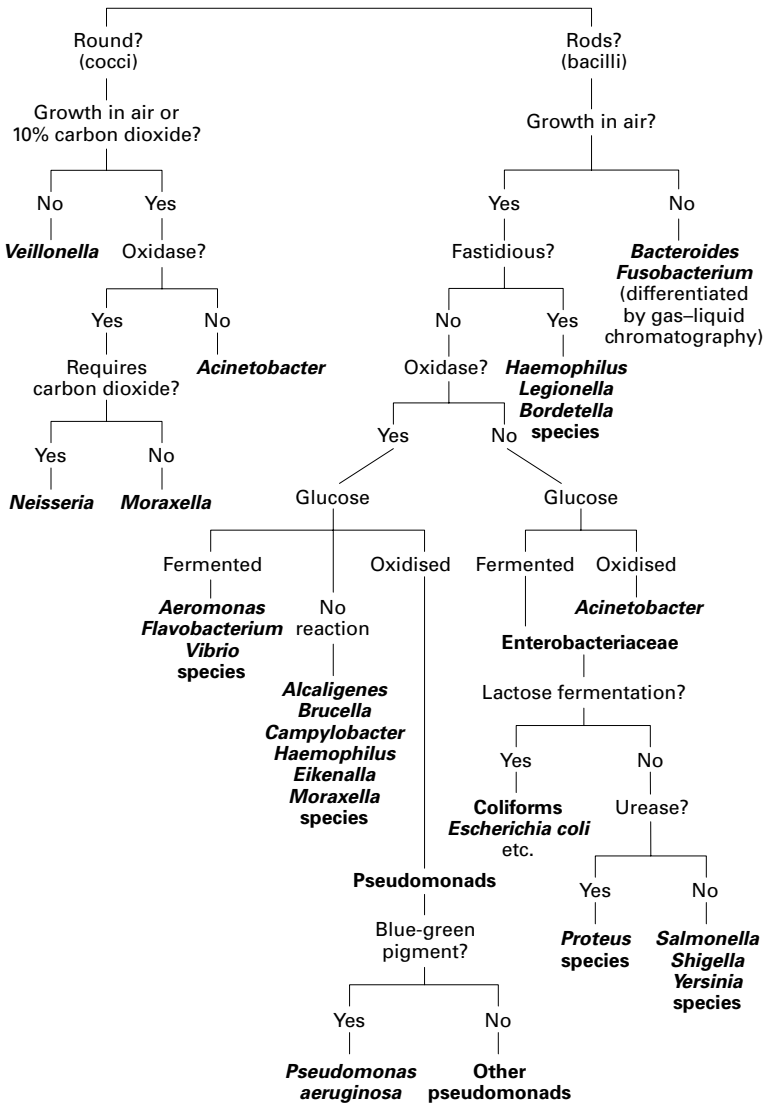 Round?
(cocci)
Rods?
(bacilli)
Growth in air or
10% carbon dioxide?
Growth in air?
No
Yes
Yes
No
Veillonella
Oxidase?
Fastidious?
Bacteroides
Fusobacterium
(differentiated
by gas–liquid
chromatography)
Yes
No
No
Yes
Requires
carbon dioxide?
Acinetobacter
Oxidase?
Haemophilus
Legionella
Bordetella
species
Yes
No
Yes
No
Neisseria
Moraxella
Glucose
Glucose
Fermented
Oxidised
Fermented
Oxidised
Aeromonas
Flavobacterium
Vibrio
species
No
reaction
Acinetobacter
Enterobacteriaceae
Alcaligenes
Brucella
Campylobacter
Haemophilus
Eikenalla
Moraxella
species
Lactose fermentation?
Yes
No
Coliforms
Escherichia coli
etc.
Urease?
Pseudomonads
Yes
No
Blue-green
pigment?
Proteus
species
Salmonella
Shigella
Yersinia
species
Yes
No
Pseudomonas
aeruginosa
Other
pseudomonads